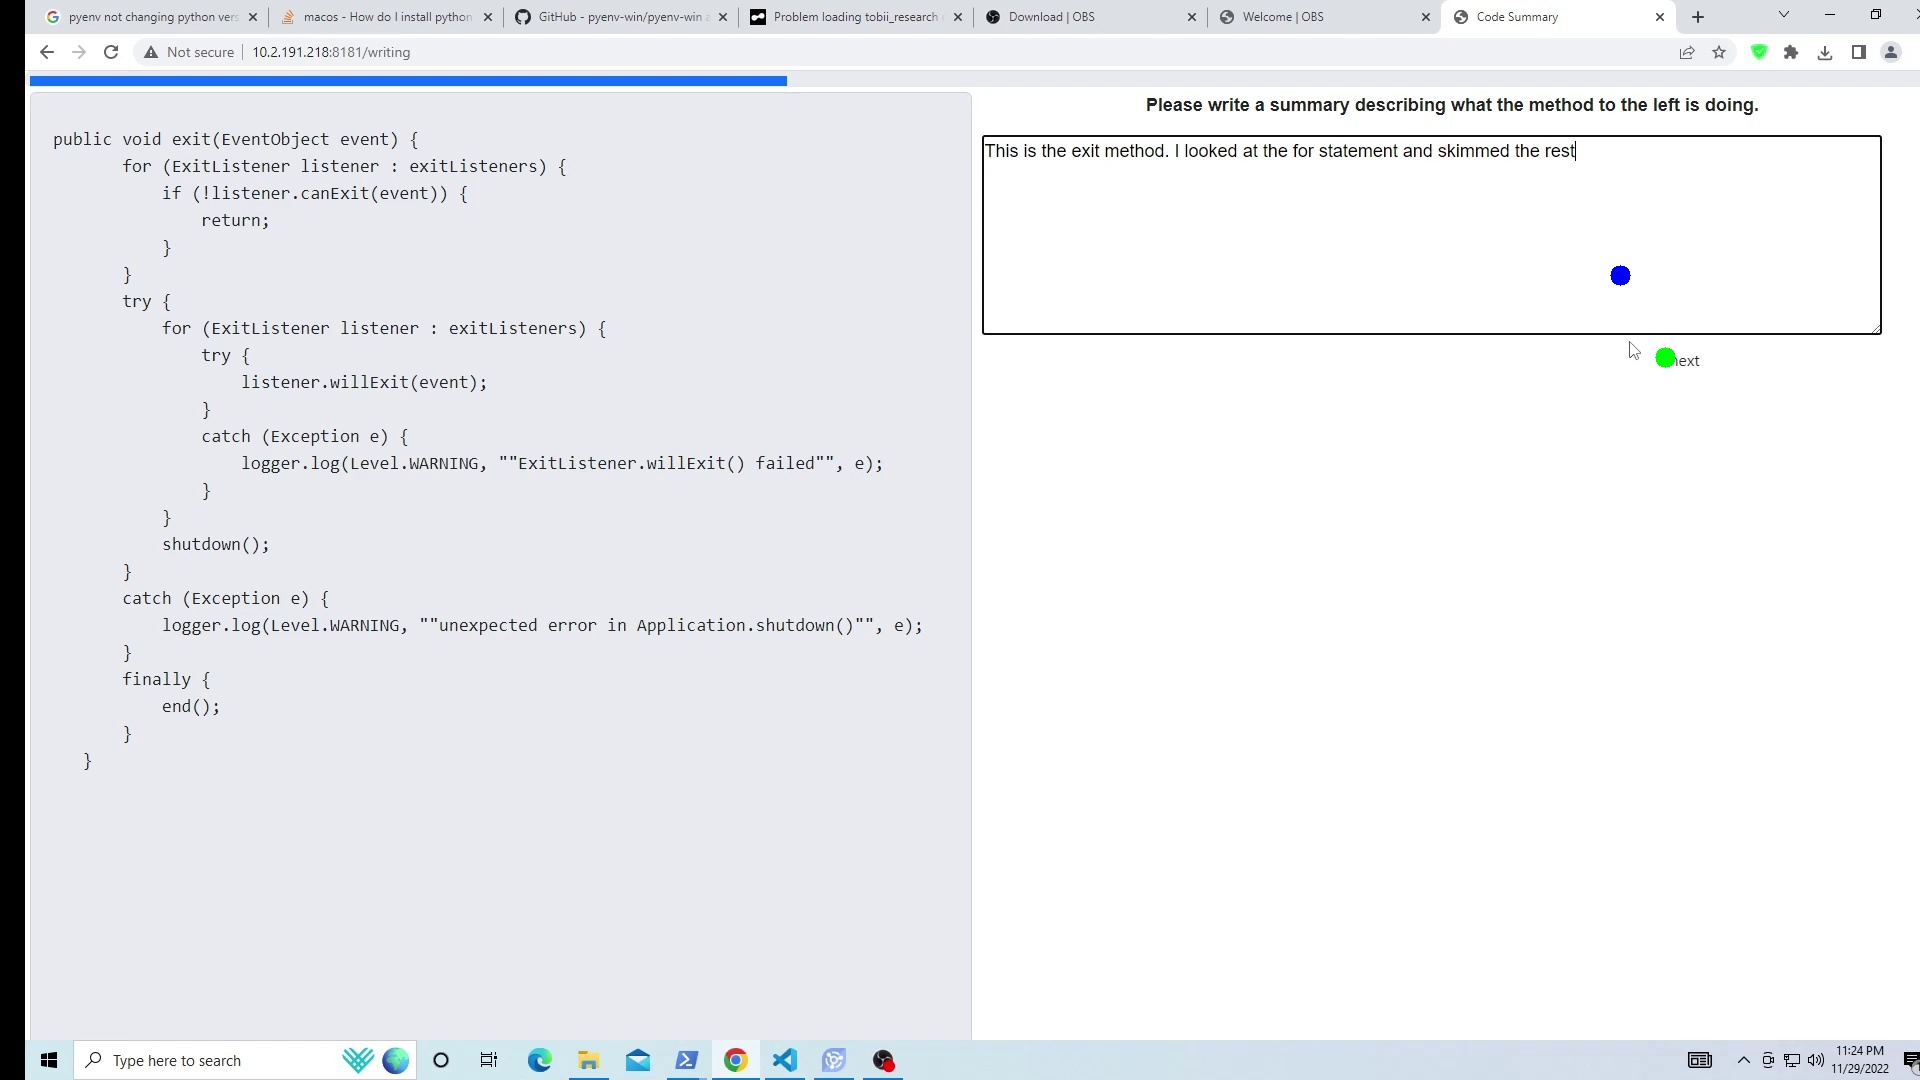 pyenv not changing python vers
macos - How do I install python
GitHub - pyenv-win/pyenv-win
Problem loading tobii_research
Download | OBS
Welcome | OBS
Code Summary
Not secure
10.2.191.218:8181/writing
public void exit(EventObject event) {
for (ExitListener listener : exitListeners) {
if (!listener.canExit(event)) {
return;
}
}
try {
for (ExitListener listener : exitListeners) {
try {
listener.willExit(event);
}
catch (Exception e) {
logger.log(Level.WARNING, ""ExitListener.willExit() failed"", e);
}
}
shutdown();
}
catch (Exception e) {
logger.log(Level.WARNING, ""unexpected error in Application.shutdown()"", e);
}
finally {
end();
}
}
Please write a summary describing what the method to the left is doing.
This is the exit method. I looked at the for statement and skimmed the rest
next
Type here to search
11:24 PM
11/29/2022